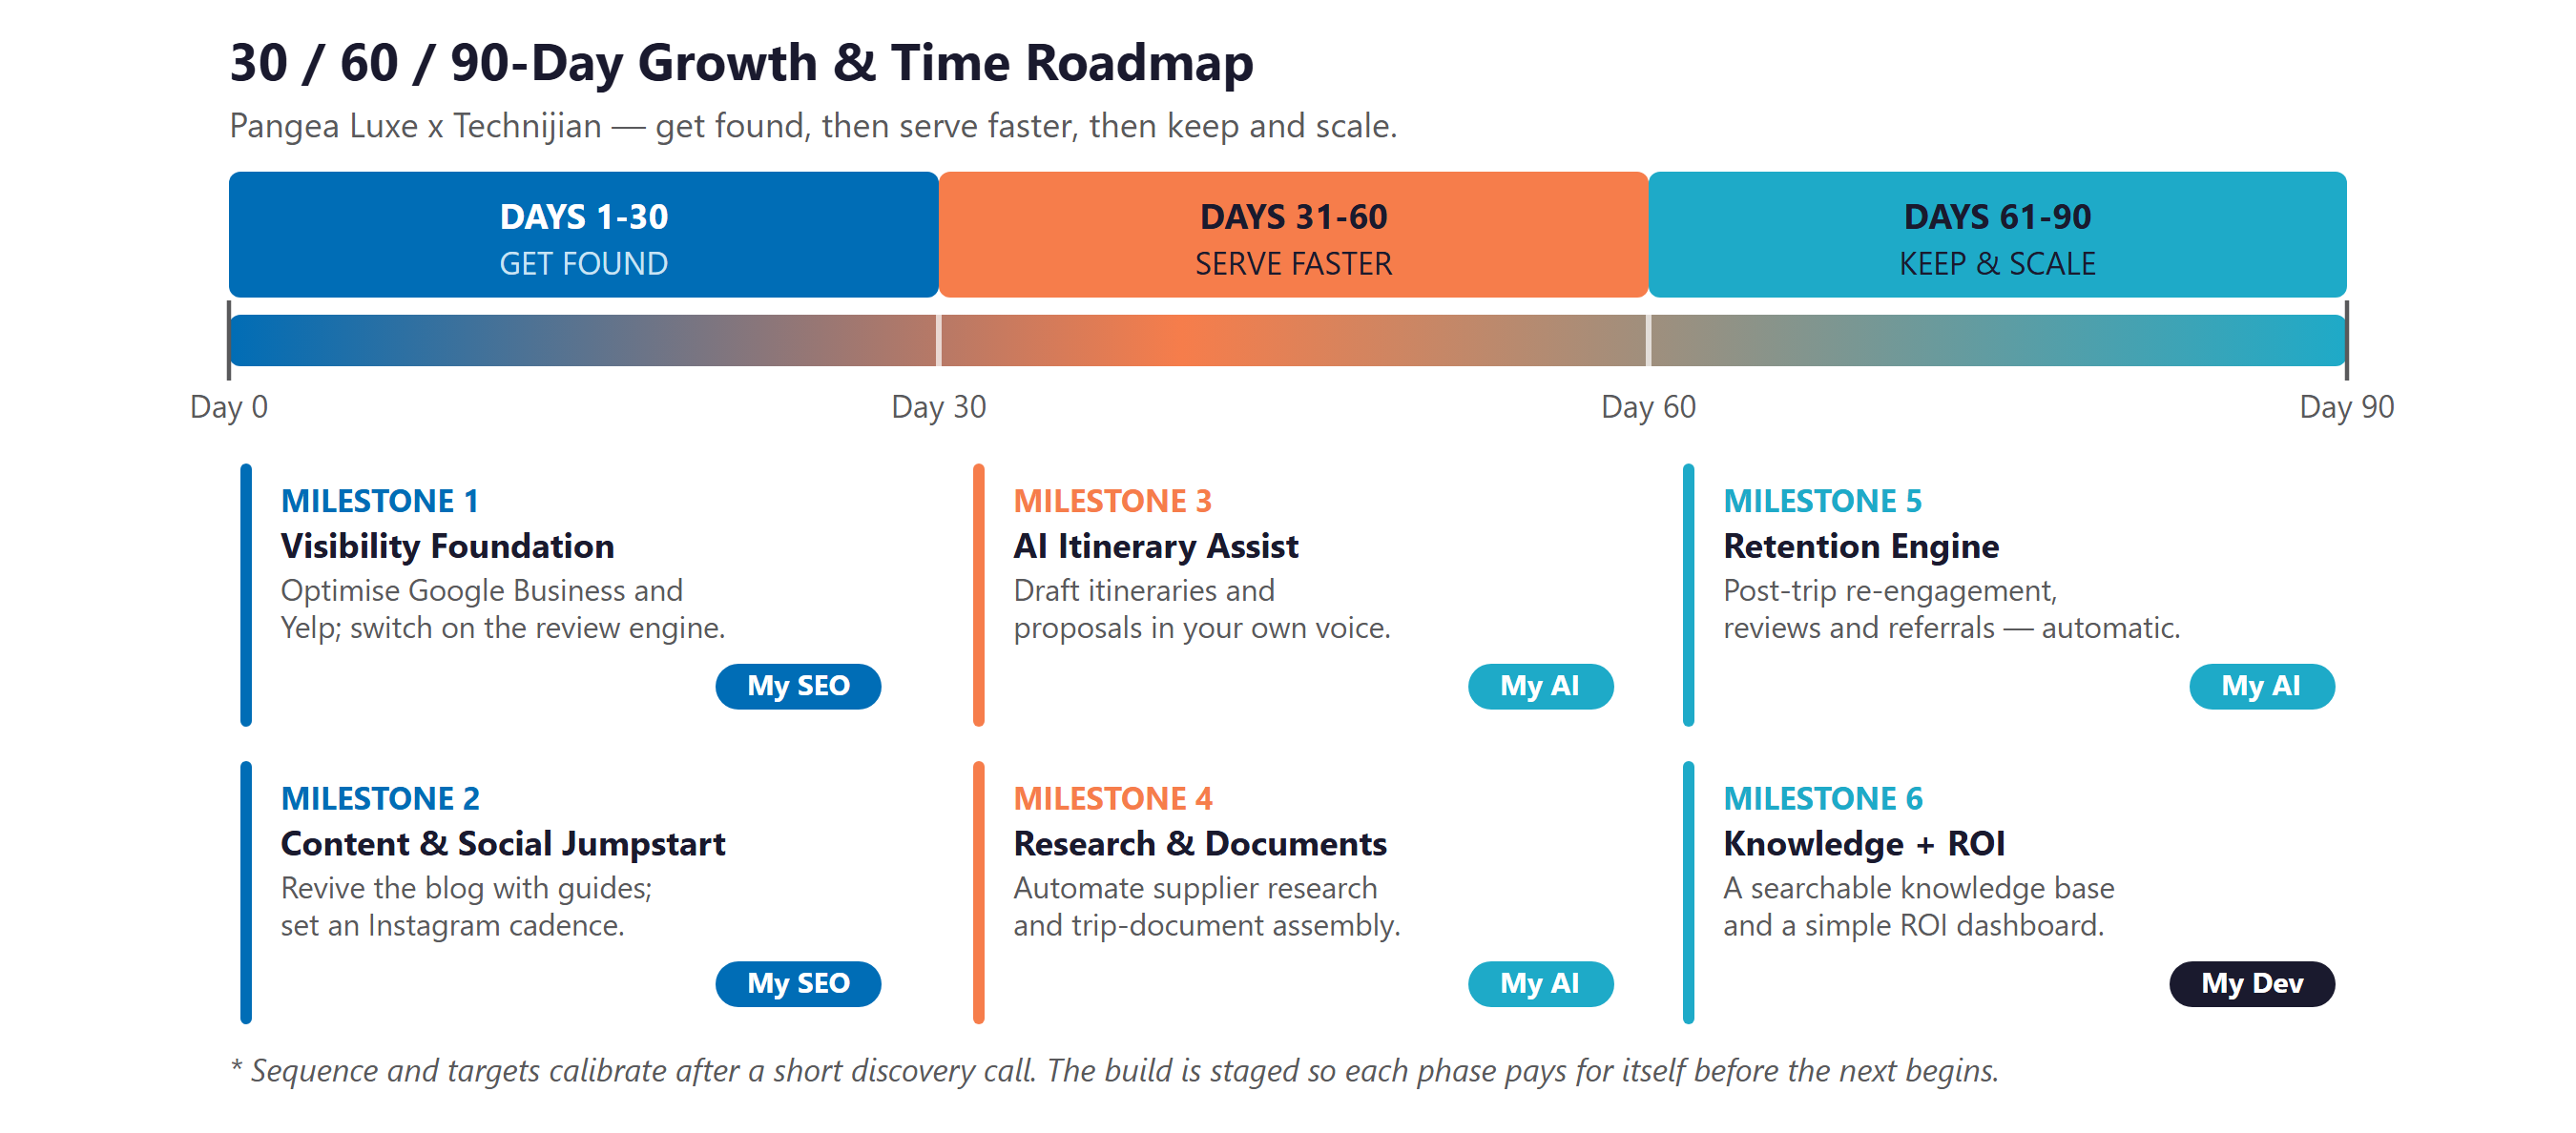 30 / 60 / 90-Day Growth & Time Roadmap
Pangea Luxe x Technijian — get found, then serve faster, then keep and scale.
DAYS 1-30
GET FOUND
DAYS 31-60
SERVE FASTER
DAYS 61-90
KEEP & SCALE
Day 0
Day 30
Day 60
Day 90
MILESTONE 1
Visibility Foundation
Optimise Google Business and
Yelp; switch on the review engine.
My SEO
MILESTONE 3
AI Itinerary Assist
Draft itineraries and
proposals in your own voice.
My AI
MILESTONE 5
Retention Engine
Post-trip re-engagement,
reviews and referrals — automatic.
My AI
MILESTONE 2
Content & Social Jumpstart
Revive the blog with guides;
set an Instagram cadence.
My SEO
MILESTONE 4
Research & Documents
Automate supplier research
and trip-document assembly.
My AI
MILESTONE 6
Knowledge + ROI
A searchable knowledge base
and a simple ROI dashboard.
My Dev
* Sequence and targets calibrate after a short discovery call. The build is staged so each phase pays for itself before the next begins.